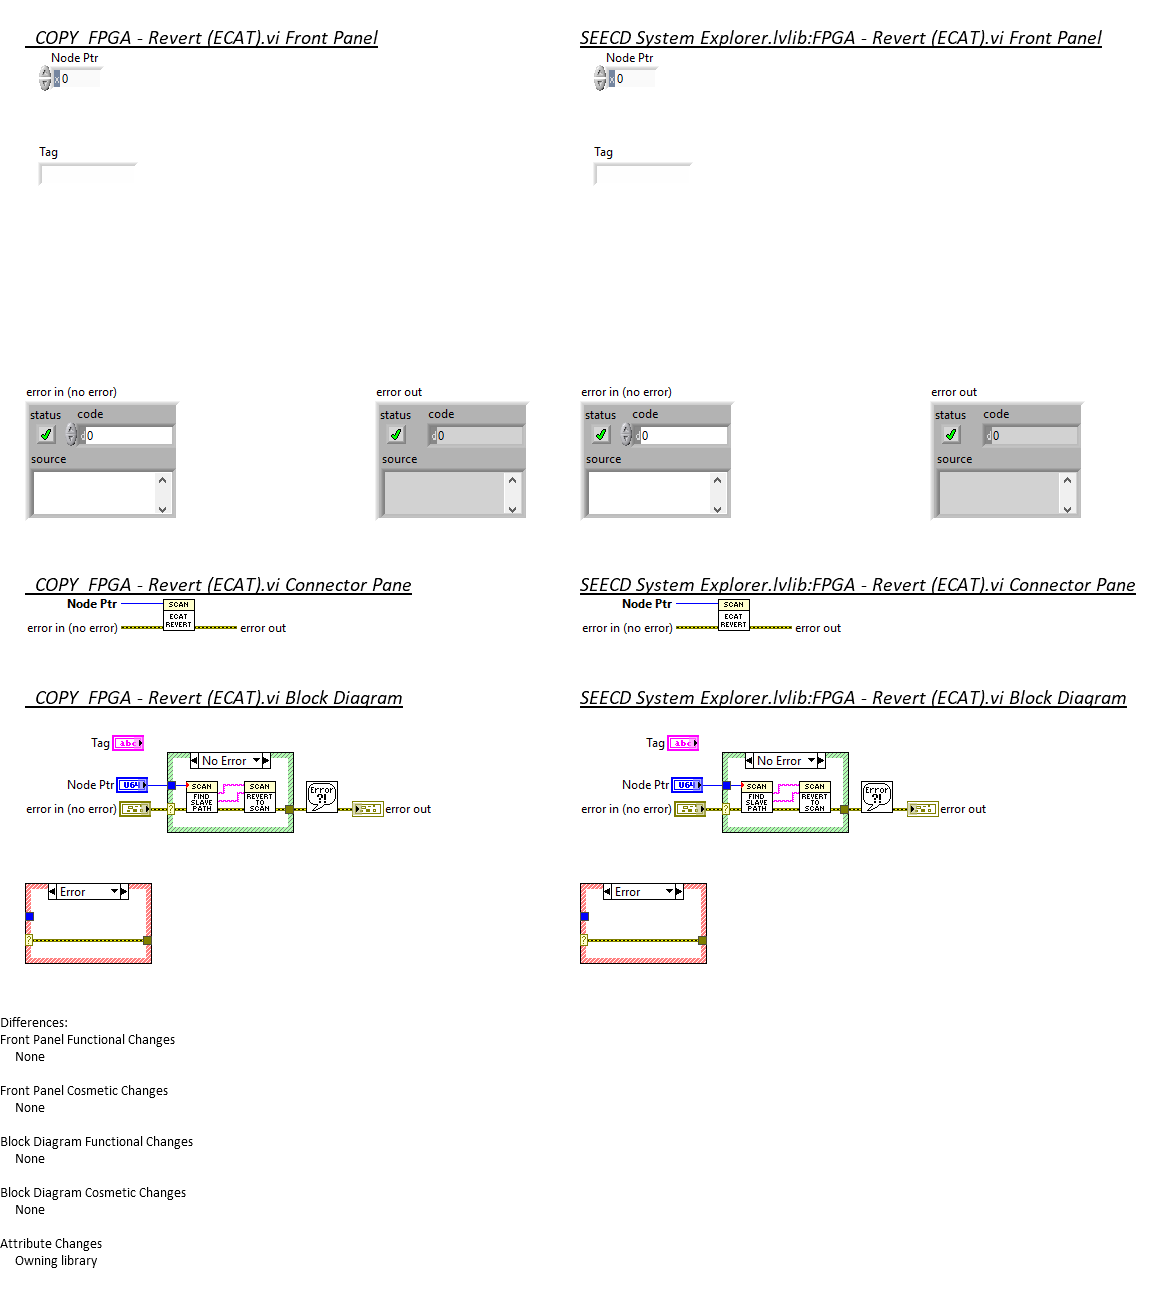 _COPY_FPGA - Revert (ECAT).vi Front Panel
Node Ptr
x 0
Tag
error in (no error)
status
code
d 0
source
error out
status
code
d 0
source
SEECD System Explorer.lvlib:FPGA - Revert (ECAT).vi Front Panel
Node Ptr
x 0
Tag
error in (no error)
status
code
d 0
source
error out
status
code
d 0
source
_COPY_FPGA - Revert (ECAT).vi Connector Pane
Node Ptr
SCAN
ECAT
REVERT
error in (no error)
error out
SEECD System Explorer.lvlib:FPGA - Revert (ECAT).vi Connector Pane
Node Ptr
SCAN
ECAT
REVERT
error in (no error)
error out
_COPY_FPGA - Revert (ECAT).vi Block Diagram
Tag
abc
No Error
Node Ptr
U64
SCAN
FIND
SLAVE
PATH
SCAN
REVERT
TO
SCAN
Error
?!
error in (no error)
?
error out
Error
?
SEECD System Explorer.lvlib:FPGA - Revert (ECAT).vi Block Diagram
Tag
abc
No Error
Node Ptr
U64
SCAN
FIND
SLAVE
PATH
SCAN
REVERT
TO
SCAN
Error
?!
error in (no error)
?
error out
Error
?
Differences:
Front Panel Functional Changes
None
Front Panel Cosmetic Changes
None
Block Diagram Functional Changes
None
Block Diagram Cosmetic Changes
None
Attribute Changes
Owning library